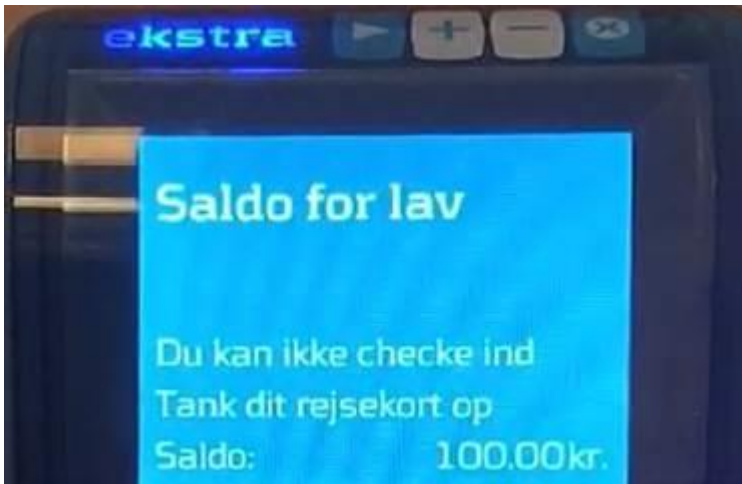 ekstra
Saldo for lav
Du kan ikke checke ind
Tank dit rejsekort op
Saldo: 100.00kr.